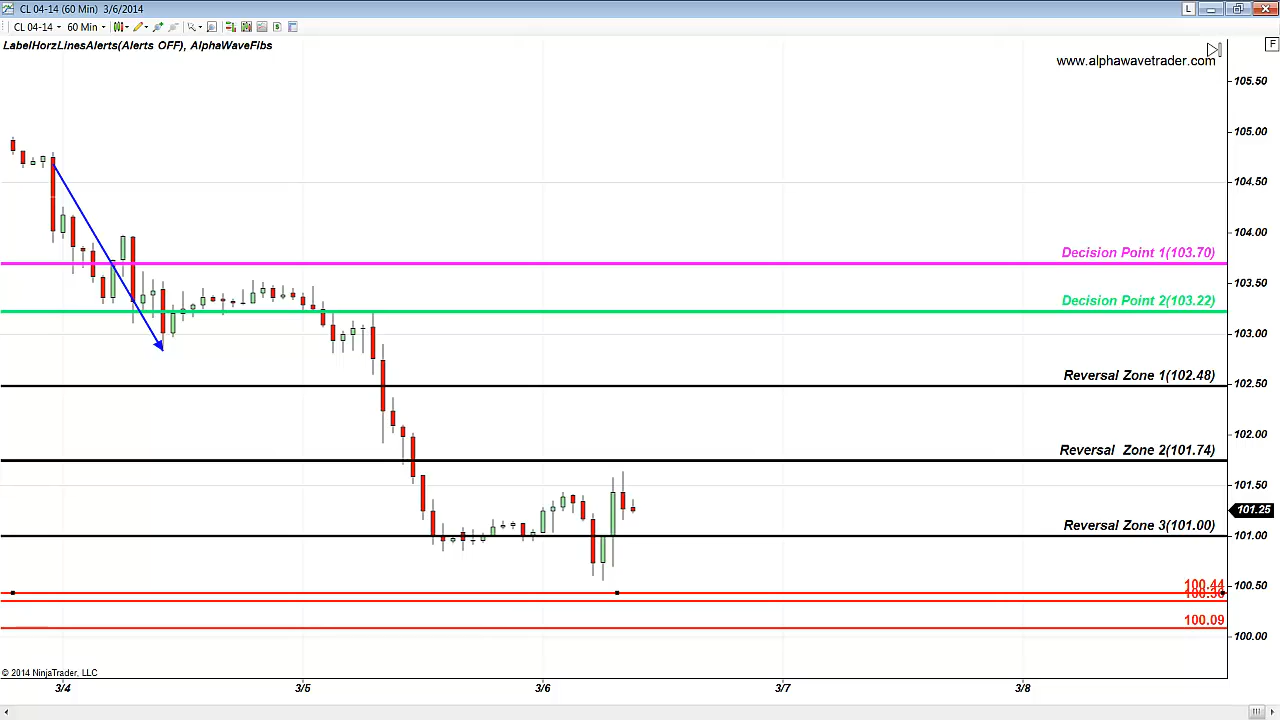 CL 04-14 (60 Min) 3/6/2014
L
CL 04-14 60 Min
LabelHorzLinesAlerts(Alerts OFF), AlphaWaveFibs
F
www.alphawavetrader.com
105.50
105.00
104.50
104.00
Decision Point 1(103.70)
103.50
Decision Point 2(103.22)
103.00
Reversal Zone 1(102.48)
102.50
102.00
Reversal Zone 2(101.74)
101.50
101.25
Reversal Zone 3(101.00)
101.00
100.44
100.50
100.09
100.00
© 2014 NinjaTrader, LLC
3/4 3/5 3/6 3/7 3/8